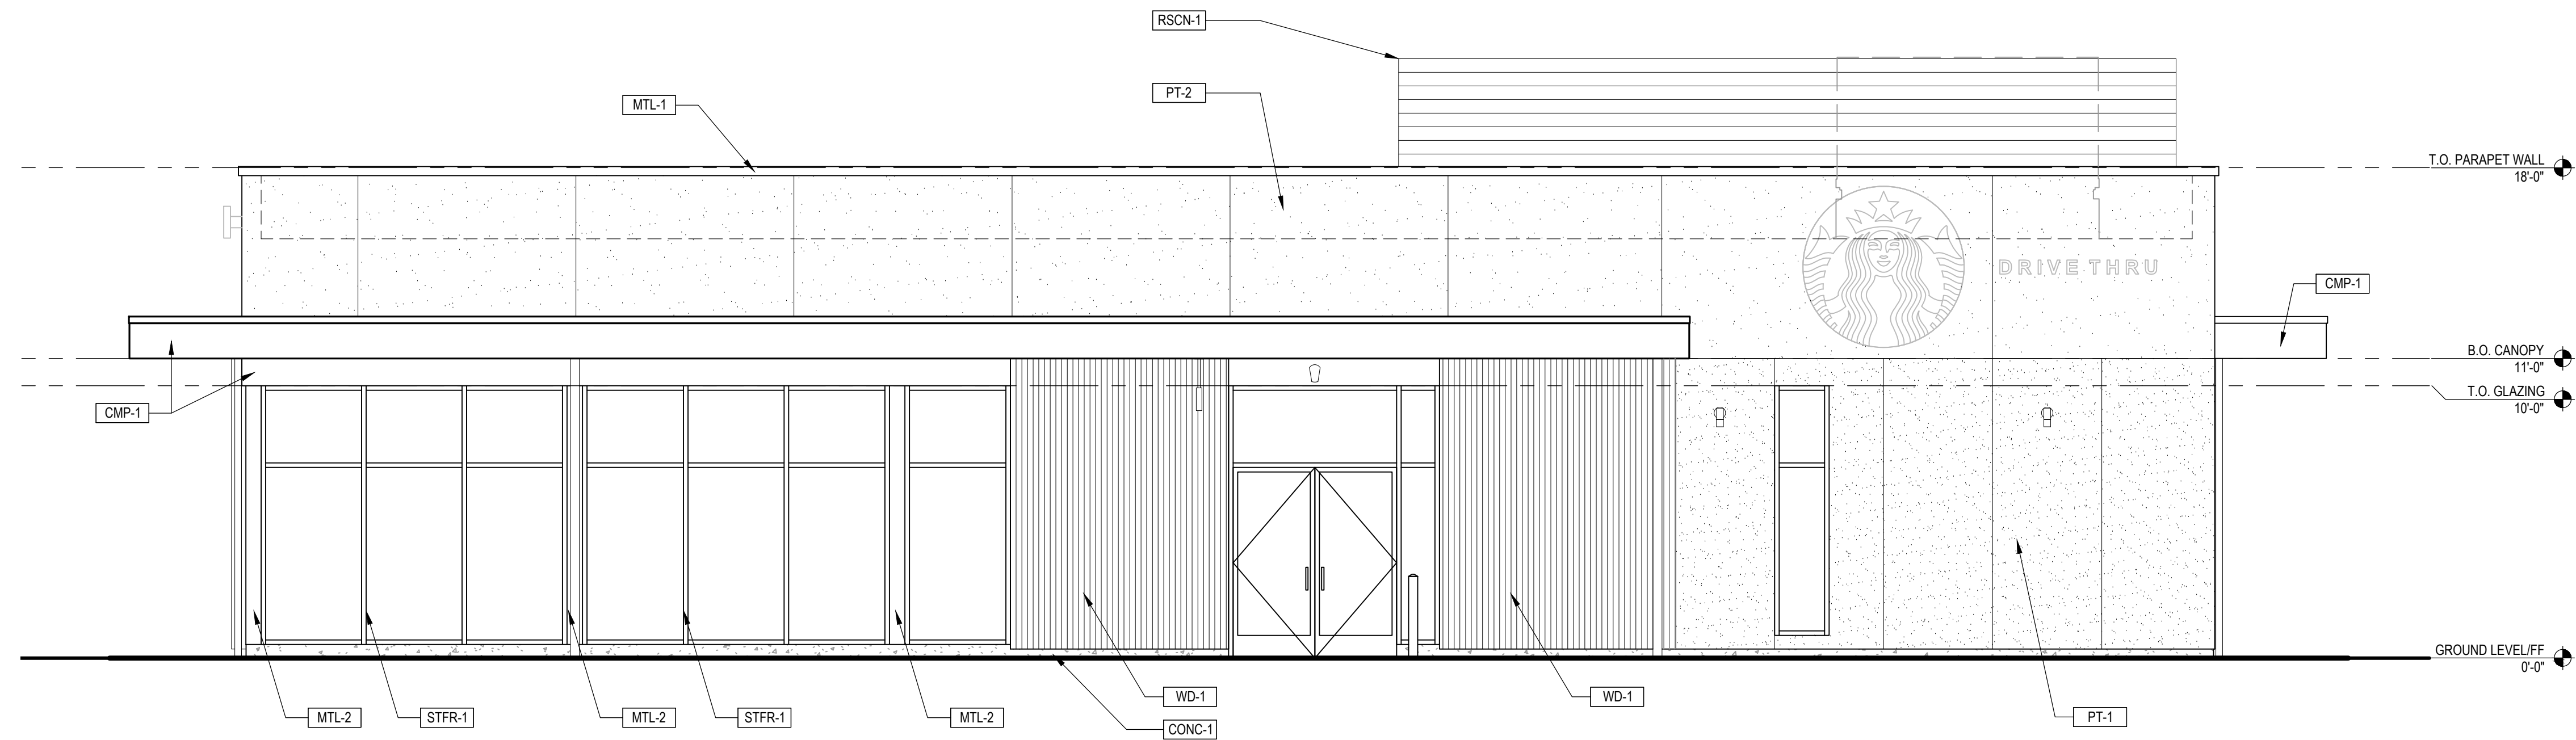 RSCN-1
PT-2
MTL-1
T.O. PARAPET WALL
18'-0"
DRIVE THRU
CMP-1
B.O. CANOPY
11'-0"
T.O. GLAZING
10'-0"
CMP-1
GROUND LEVEL/FF
0'-0"
WD-1
WD-1
MTL-2
STFR-1
MTL-2
STFR-1
MTL-2
CONC-1
PT-1